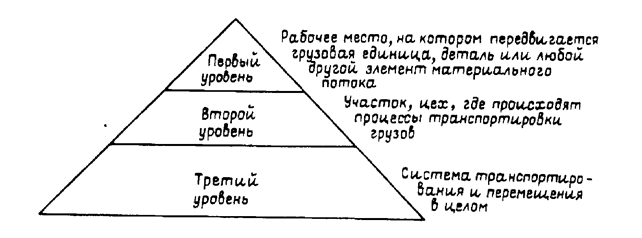 Первый
уровень
Рабочее место, на котором передвигается
грузовая единица, деталь или любой
другой элемент материального
потока
Второй
уровень
Участок, цех, где происходят
процессы транспортировки
грузов
Третий
уровень
Система транспортиро-
вания и перемещения
в целом